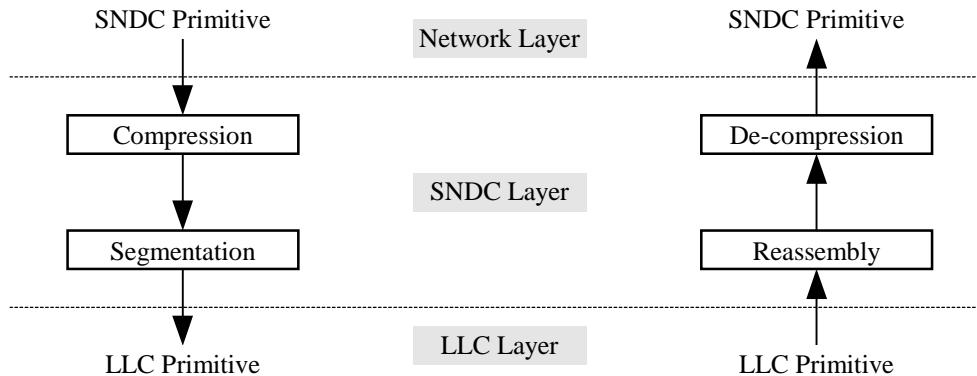 SNDC Primitive
Network Layer
SNDC Primitive
Compression
De-compression
SNDC Layer
Segmentation
Reassembly
LLC Layer
LLC Primitive
LLC Primitive